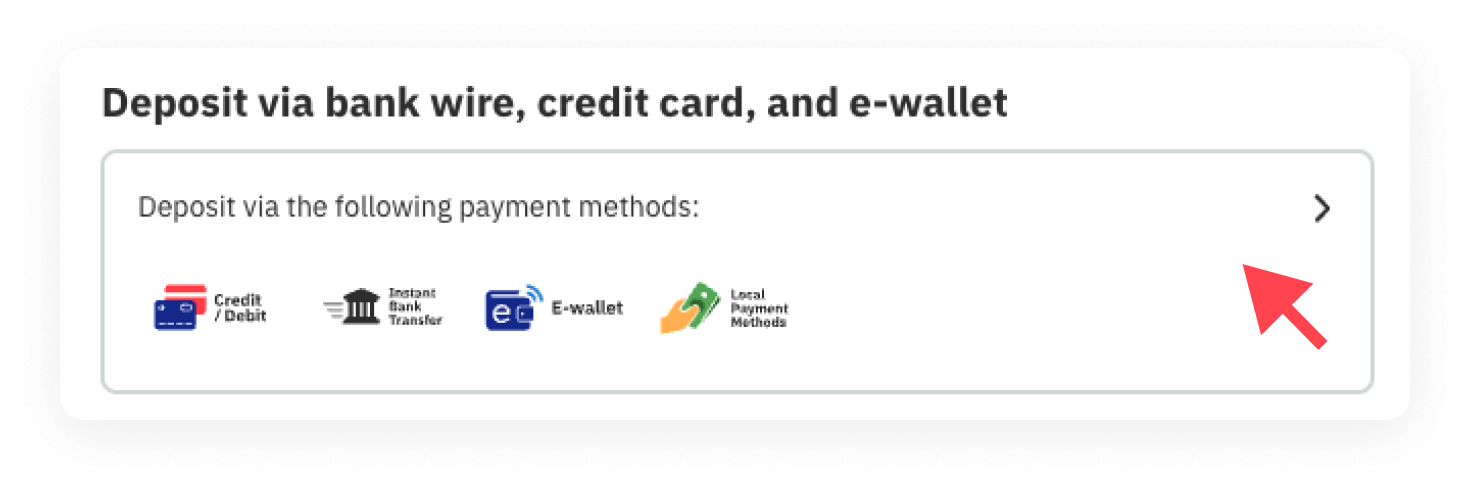 Deposit via bank wire, credit card, and e-wallet
Deposit via the following payment methods:
Credit
/ Debit
Instant
Bank
Transfer
e
E-wallet
Local
Payment
Methods